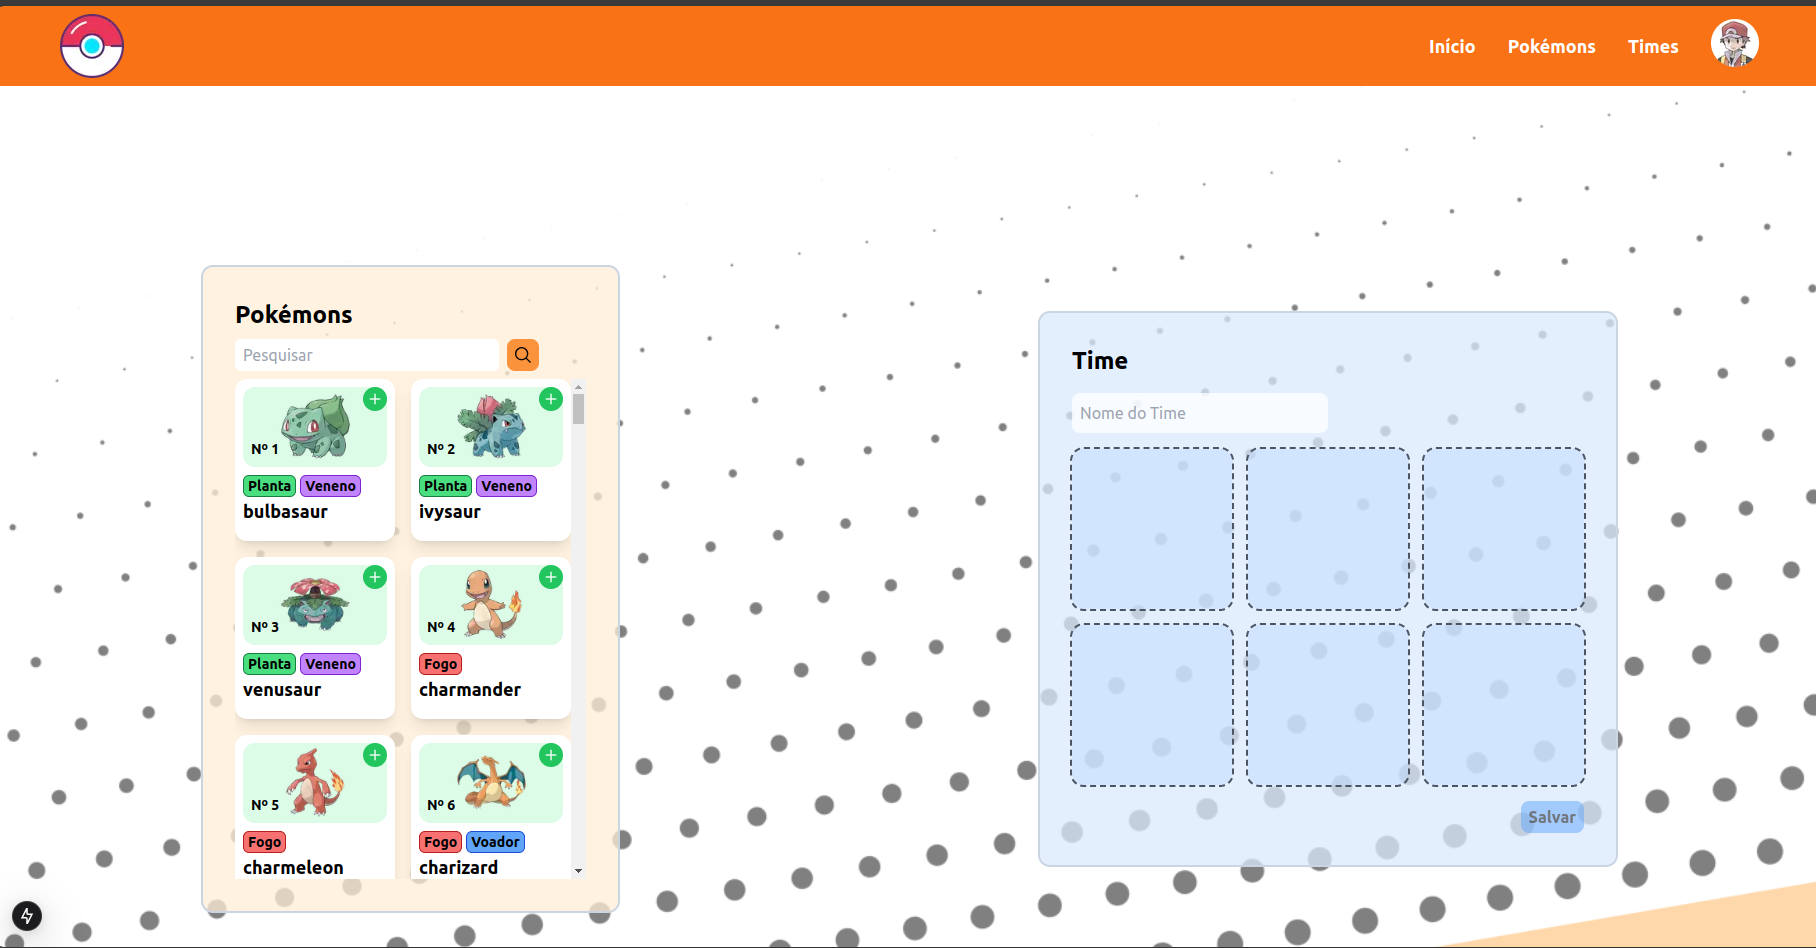 Início Pokémons Times
Pokémons
Pesquisar
Nº 1
Planta Veneno
bulbasaur
Nº 2
Planta Veneno
ivysaur
Nº 3
Planta Veneno
venusaur
Nº 4
Fogo
charmander
Nº 5
Fogo
charmeleon
Nº 6
Fogo Voador
charizard
Time
Nome do Time
Salvar